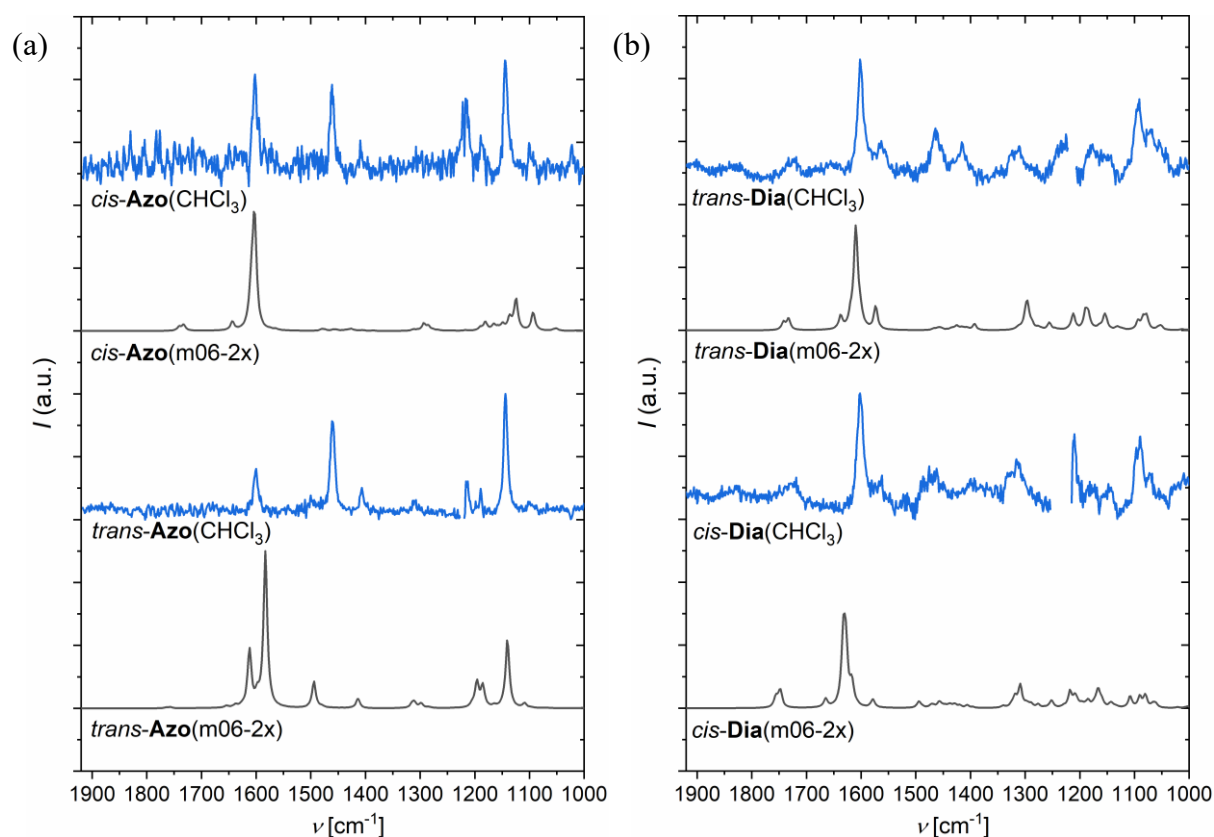 (a)
I (a.u.)
cis-Azo(CHCl3)
cis-Azo(m06-2x)
trans-Azo(CHCl3)
trans-Azo(m06-2x)
1900 1800 1700 1600 1500 1400 1300 1200 1100 1000
ν [cm-1]
(b)
I (a.u.)
trans-Dia(CHCl3)
trans-Dia(m06-2x)
cis-Dia(CHCl3)
cis-Dia(m06-2x)
1900 1800 1700 1600 1500 1400 1300 1200 1100 1000
ν [cm-1]